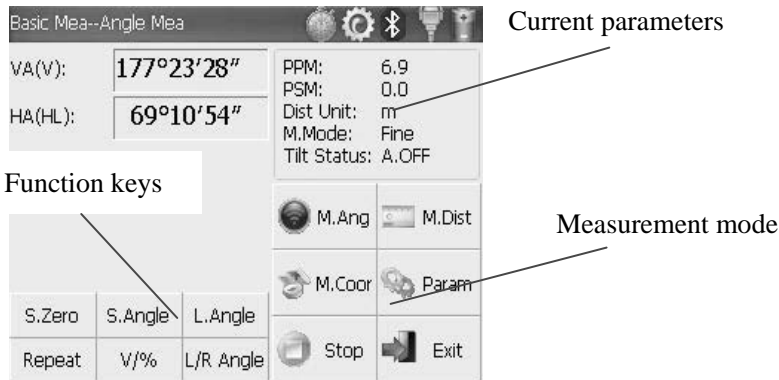 Basic Mea--Angle Mea
Current parameters
VA(V): 177°23′28″
HA(HL): 69°10′54″
PPM: 6.9
PSM: 0.0
Dist Unit: m
M.Mode: Fine
Tilt Status: A.OFF
Function keys
M.Ang M.Dist
Measurement mode
M.Coor Param
S.Zero S.Angle L.Angle
Repeat V/% L/R Angle
Stop Exit